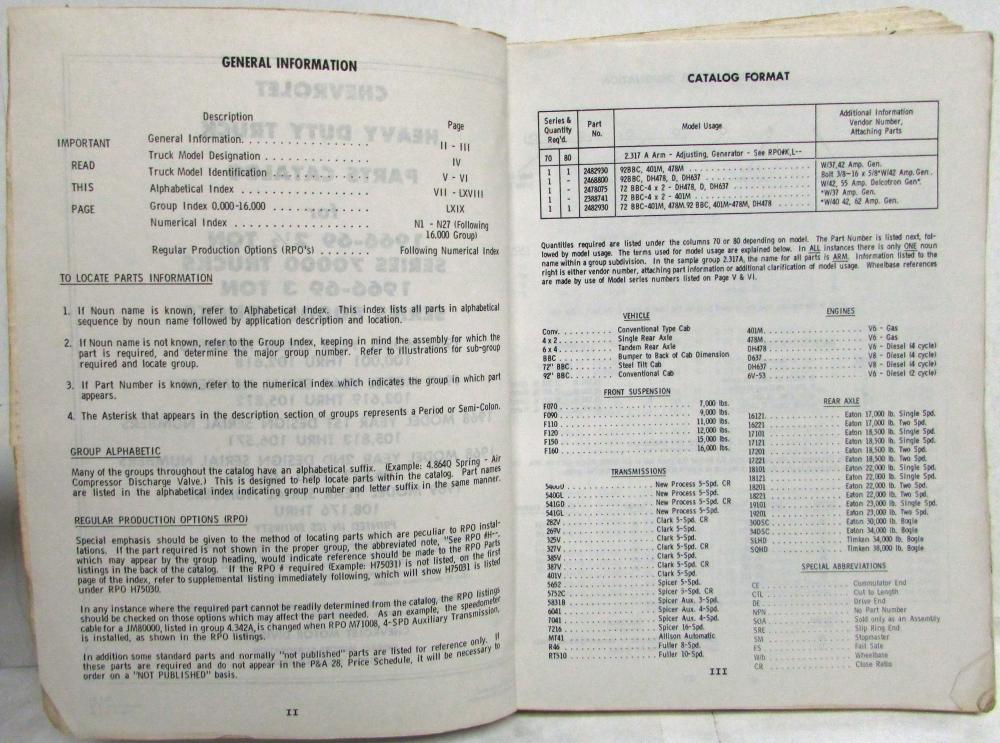 GENERAL INFORMATION
Description Page
IMPORTANT READ THIS PAGE
General Information. . . . . . . . . . . . . . . . II - III
Truck Model Designation . . . . . . . . . . . . . IV
Truck Model Identification . . . . . . . . . . . . V - VI
Alphabetical Index . . . . . . . . . . . . . . . . VII - LXVIII
Group Index 0.000-16.000 . . . . . . . . . . . . LXIX
Numerical Index . . . . . . . . . . . . . . . . . N1 - N27 (Following
16.000 Group)
Regular Production Options (RPO's) . . . . . . . Following Numerical Index
TO LOCATE PARTS INFORMATION
1. If Noun name is known, refer to Alphabetical Index. This index lists all parts in alphabetical
sequence by noun name followed by application description and location.
2. If Noun name is not known, refer to the Group Index, keeping in mind the assembly for which the
part is required, and determine the major group number. Refer to illustrations for sub-group
required and locate group.
3. If Part Number is known, refer to the numerical index which indicates the group in which part
appears.
4. The Asterisk that appears in the description section of groups represents a Period or Semi-Colon.
GROUP ALPHABETIC
Many of the groups throughout the catalog have an alphabetical suffix. (Example: 4.864Q Spring - Air
Compressor Discharge Valve.) This is designed to help locate parts within the catalog. Part names
are listed in the alphabetical index indicating group number and letter suffix in the same manner.
REGULAR PRODUCTION OPTIONS (RPO)
Special emphasis should be given to the method of locating parts which are peculiar to RPO instal-
lations. If the part required is not shown in the proper group, the abbreviated note, "See RPO #H--,
which may appear by the group heading, would indicate reference should be made to the RPO Parts
listings in the back of the catalog. If the RPO # required (Example: H75031) is not listed, on the first
page of the index, refer to supplemental listing immediately following, which will show H75031 is listed
under RPO H75030.
In any instance where the required part cannot be readily determined from the catalog, the RPO listings
should be checked on those options which may affect the part needed. As an example, the speedometer
cable for a JM80000, listed in group 4.342A, is changed when RPO M71008, 4-SPD Auxiliary Transmission,
is installed, as shown in the RPO listings.
In addition some standard parts and normally "not published" parts are listed for reference only. If
these parts are required and do not appear in the P&A 28, Price Schedule, it will be necessary to
order on a "NOT PUBLISHED" basis.
II
CATALOG FORMAT
Series & Quantity Req'd. Part No. Model Usage Additional Information Vendor Number, Attaching Parts
70 80 2.317 A Arm - Adjusting, Generator - See RPO#K,L--
1 1 2482930 92BBC, 401M, 478M W/37,42 Amp. Gen.
1 - 2468800 92BBC, DH478, D, DH637 Bolt 3/8-16 x 5/8"W/42 Amp.Gen.
1 - 2478075 72 BBC-4 x 2 - DH478, D, DH637 W/42, 55 Amp. Delcotron Gen*.
1 - 2388741 72 BBC-4 x 2 - 401M *W/37 Amp. Gen.
1 1 2482930 72 BBC-401M, 478M.92 BBC, 401M-478M, DH478 *W/40 42, 62 Amp. Gen.
Quantities required are listed under the columns 70 or 80 depending on model. The Part Number is listed next, fol-
lowed by model usage. The terms used for model usage are explained below. In ALL instances there is only ONE noun
name within a group subdivision. In the sample group 2.317A, the name for all parts is ARM. Information listed to the
right is either vendor number, attaching part information or additional clarification of model usage. Wheelbase references
are made by use of Model series numbers listed on Page V & VI.
VEHICLE
Conv. . . . . . . . . . Conventional Type Cab
4 x 2 . . . . . . . . . Single Rear Axle
6 x 4 . . . . . . . . . Tandem Rear Axle
BBC . . . . . . . . . . Bumper to Back of Cab Dimension
72" BBC . . . . . . . . Steel Tilt Cab
92" BBC . . . . . . . . Conventional Cab
FRONT SUSPENSION
F070 . . . . . . . . . 7,000 lbs.
F090 . . . . . . . . . 9,000 lbs.
F110 . . . . . . . . . 11,000 lbs.
F120 . . . . . . . . . 12,000 lbs.
F150 . . . . . . . . . 15,000 lbs.
F160 . . . . . . . . . 16,000 lbs.
TRANSMISSIONS
540GD . . . . . . . . . New Process 5-Spd. CR
540GL . . . . . . . . . New Process 5-Spd.
541GD . . . . . . . . . New Process 5-Spd. CR
541GL . . . . . . . . . New Process 5-Spd.
282V . . . . . . . . . Clark 5-Spd. CR
269V . . . . . . . . . Clark 5-Spd.
325V . . . . . . . . . Clark 5-Spd.
327V . . . . . . . . . Clark 5-Spd. CR
385V . . . . . . . . . Clark 5-Spd.
387V . . . . . . . . . Clark 5-Spd. CR
401V . . . . . . . . . Clark 5-Spd.
5652 . . . . . . . . . Spicer 5-Spd.
5752C . . . . . . . . . Spicer 5-Spd. CR
5831B . . . . . . . . . Spicer Aux. 3-Spd.
6041 . . . . . . . . . Spicer Aux. 4-Spd.
7041 . . . . . . . . . Spicer Aux. 4-Spd.
7216 . . . . . . . . . Spicer 16-Spd.
MT41 . . . . . . . . . Allison Automatic
R46 . . . . . . . . . . Fuller 8-Spd.
RT510 . . . . . . . . . Fuller 10-Spd.
ENGINES
401M . . . . . . . . . V6 - Gas
478M . . . . . . . . . V6 - Gas
DH478 . . . . . . . . . V6 - Diesel (4 cycle)
D637 . . . . . . . . . V8 - Diesel (4 cycle)
DH637 . . . . . . . . . V8 - Diesel (4 cycle)
6V-53 . . . . . . . . . V6 - Diesel (2 cycle)
REAR AXLE
16121 . . . . . . . . . Eaton 17,000 lb. Single Spd.
16221 . . . . . . . . . Eaton 17,000 lb. Two Spd.
17101 . . . . . . . . . Eaton 18,500 lb. Single Spd.
17121 . . . . . . . . . Eaton 18,500 lb. Single Spd.
17201 . . . . . . . . . Eaton 18,500 lb. Two Spd.
17221 . . . . . . . . . Eaton 18,500 lb. Two Spd.
18101 . . . . . . . . . Eaton 22,000 lb. Single Spd.
18121 . . . . . . . . . Eaton 22,000 lb. Single Spd.
18201 . . . . . . . . . Eaton 22,000 lb. Two Spd.
18221 . . . . . . . . . Eaton 22,000 lb. Two Spd.
19101 . . . . . . . . . Eaton 23,000 lb. Single Spd.
19201 . . . . . . . . . Eaton 23,000 lb. Two Spd.
30DSC . . . . . . . . . Eaton 30,000 lb. Bogie
34DSC . . . . . . . . . Eaton 34,000 lb. Bogie
SLHD . . . . . . . . . Timken 34,000 lb. Bogie
SQHD . . . . . . . . . Timken 38,000 lb. Bogie
SPECIAL ABBREVIATIONS
CE . . . . . . . . . . Commutator End
CTL . . . . . . . . . . Cut to Length
DE . . . . . . . . . . Drive End
NPN . . . . . . . . . . No Part Number
SOA . . . . . . . . . . Sold only as an Assembly
SRE . . . . . . . . . . Slip Ring End
SM . . . . . . . . . . Stopmaster
FS . . . . . . . . . . Fail Safe
Wib . . . . . . . . . . Wheelbase
CR . . . . . . . . . . Close Ratio
III